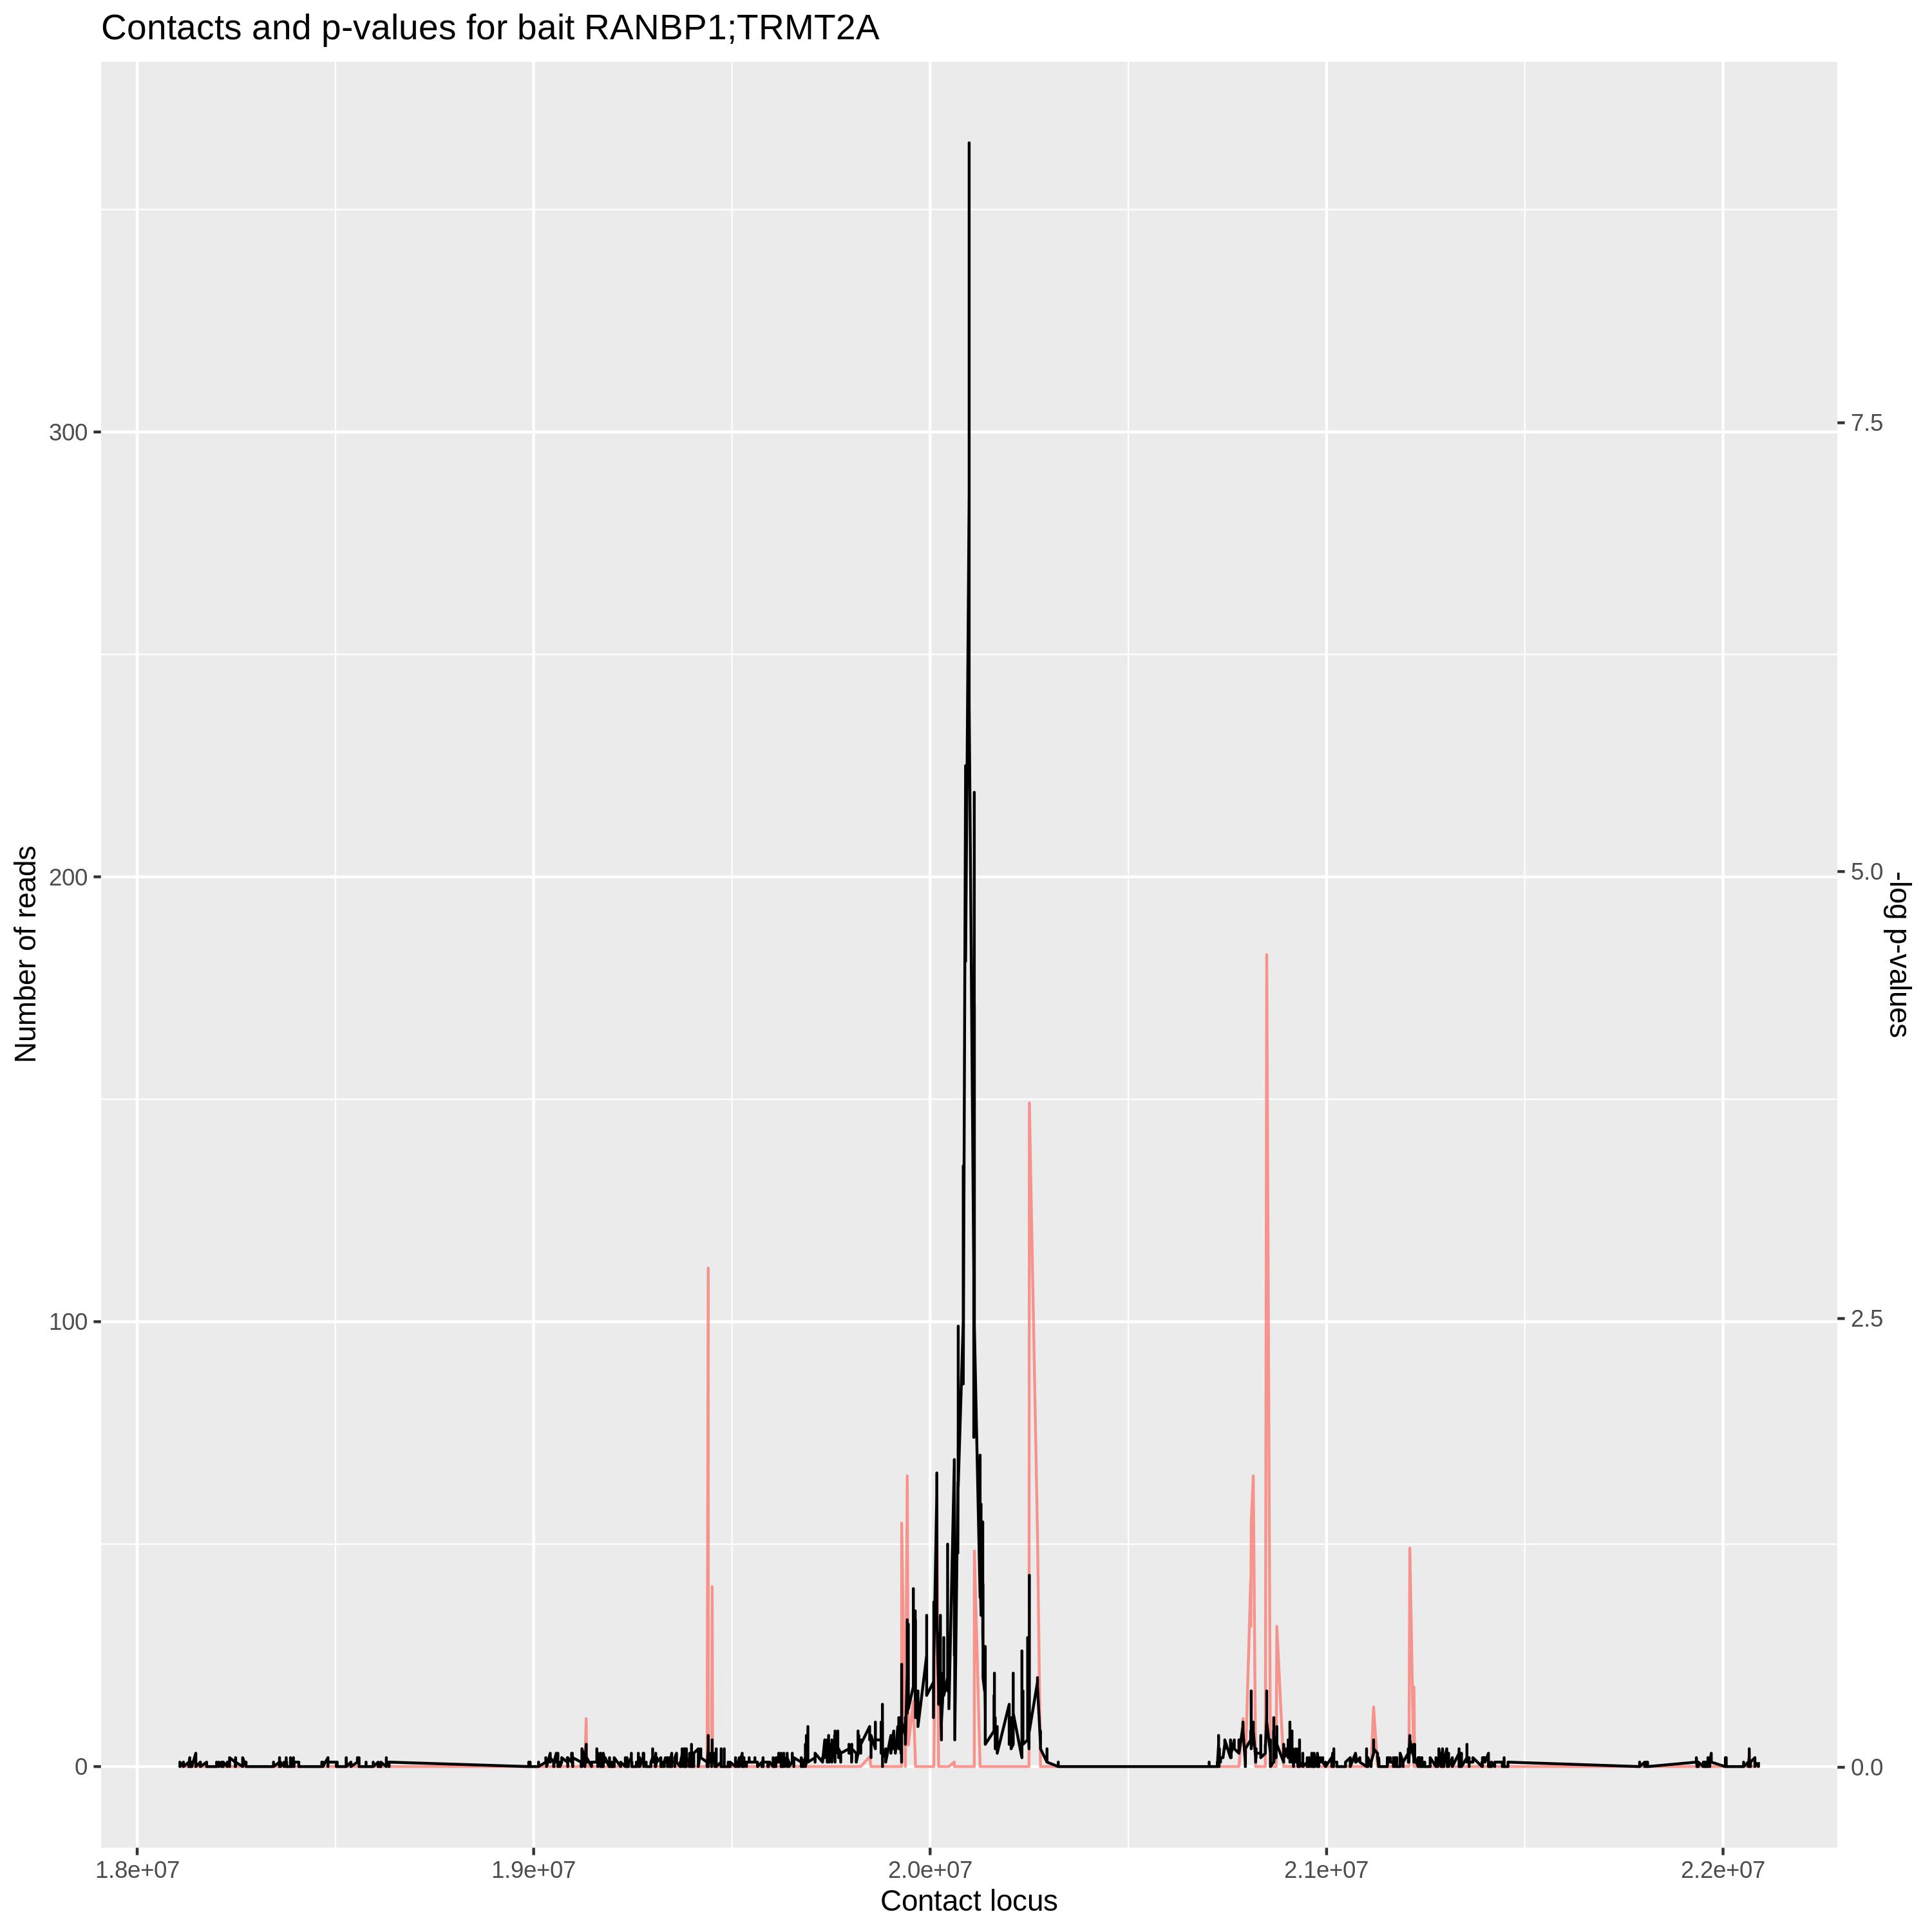 Contacts and p-values for bait RANBP1;TRMT2A
Number of reads
300
200
100
0
7.5
5.0
2.5
0.0
-log p-values
1.8e+07
1.9e+07
2.0e+07
2.1e+07
2.2e+07
Contact locus